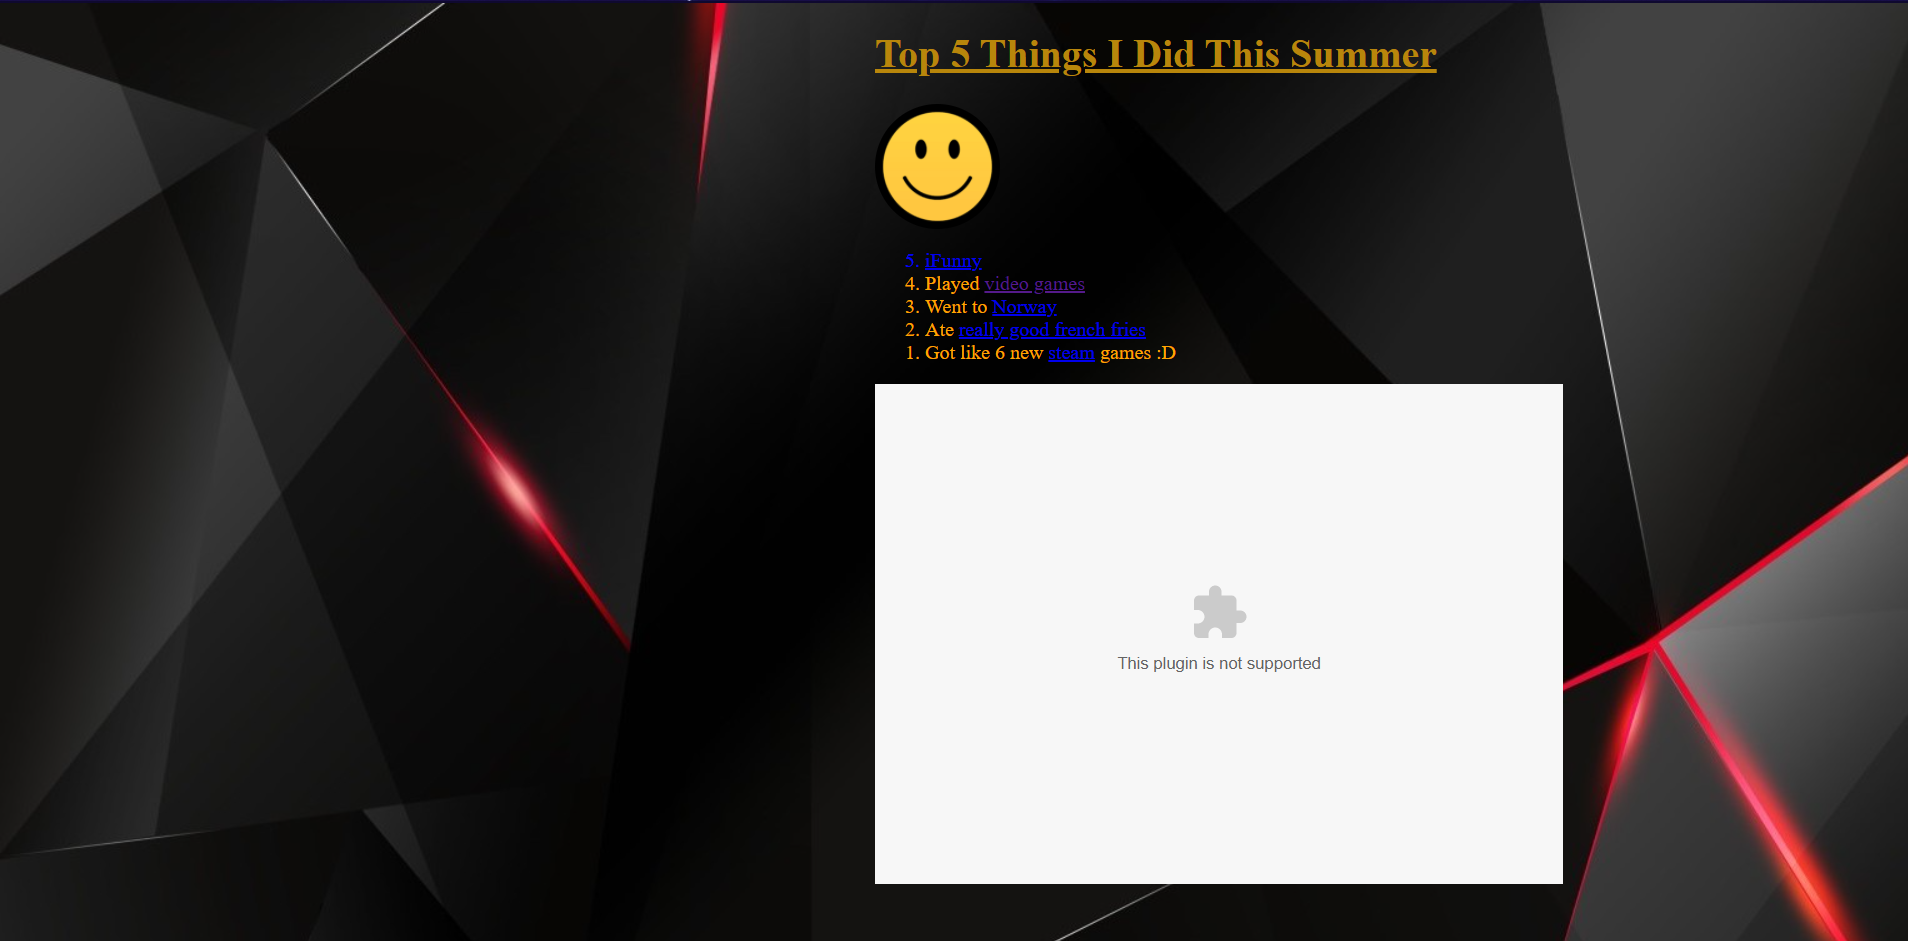 Top 5 Things I Did This Summer
5. iFunny
4. Played video games
3. Went to Norway
2. Ate really good french fries
1. Got like 6 new steam games :D
This plugin is not supported